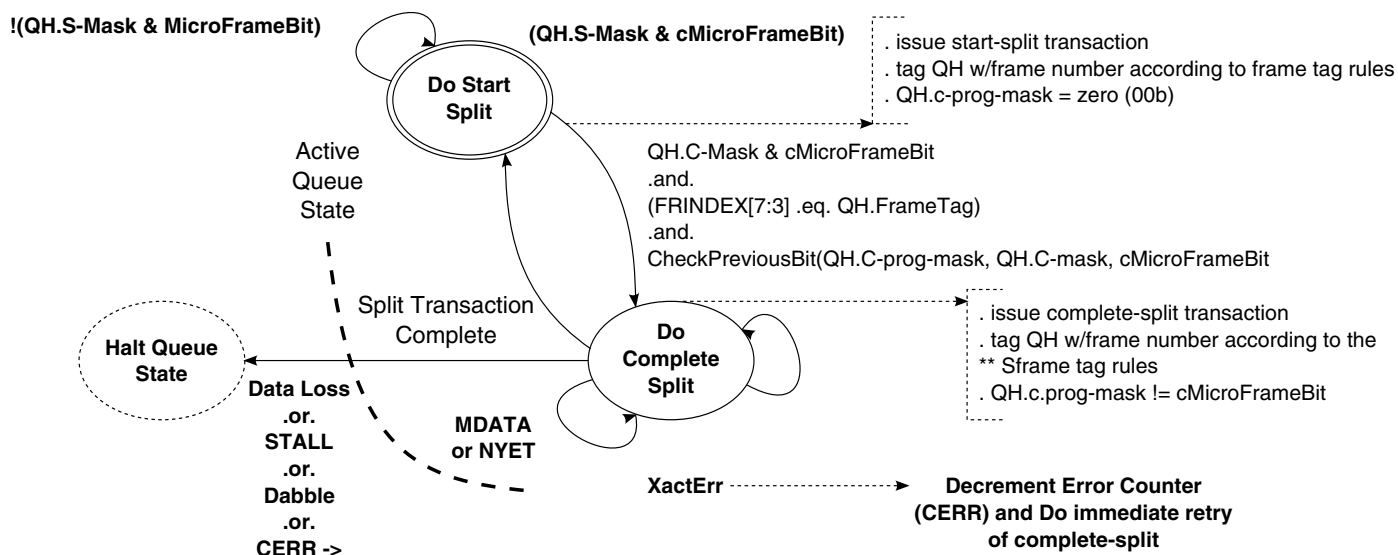 !(QH.S-Mask & MicroFrameBit)
(QH.S-Mask & cMicroFrameBit)
. issue start-split transaction
. tag QH w/frame number according to frame tag rules
. QH.c-prog-mask = zero (00b)
Do Start
Split
Active
Queue
State
QH.C-Mask & cMicroFrameBit
.and.
(FRINDEX[7:3] .eq. QH.FrameTag)
.and.
CheckPreviousBit(QH.C-prog-mask, QH.C-mask, cMicroFrameBit
Split Transaction
Complete
Halt Queue
State
Do
Complete
Split
. issue complete-split transaction
. tag QH w/frame number according to the
** Sframe tag rules
. QH.c.prog-mask != cMicroFrameBit
Data Loss
.or.
STALL
.or.
Dabble
.or.
CERR ->
MDATA
or NYET
XactErr
Decrement Error Counter
(CERR) and Do immediate retry
of complete-split